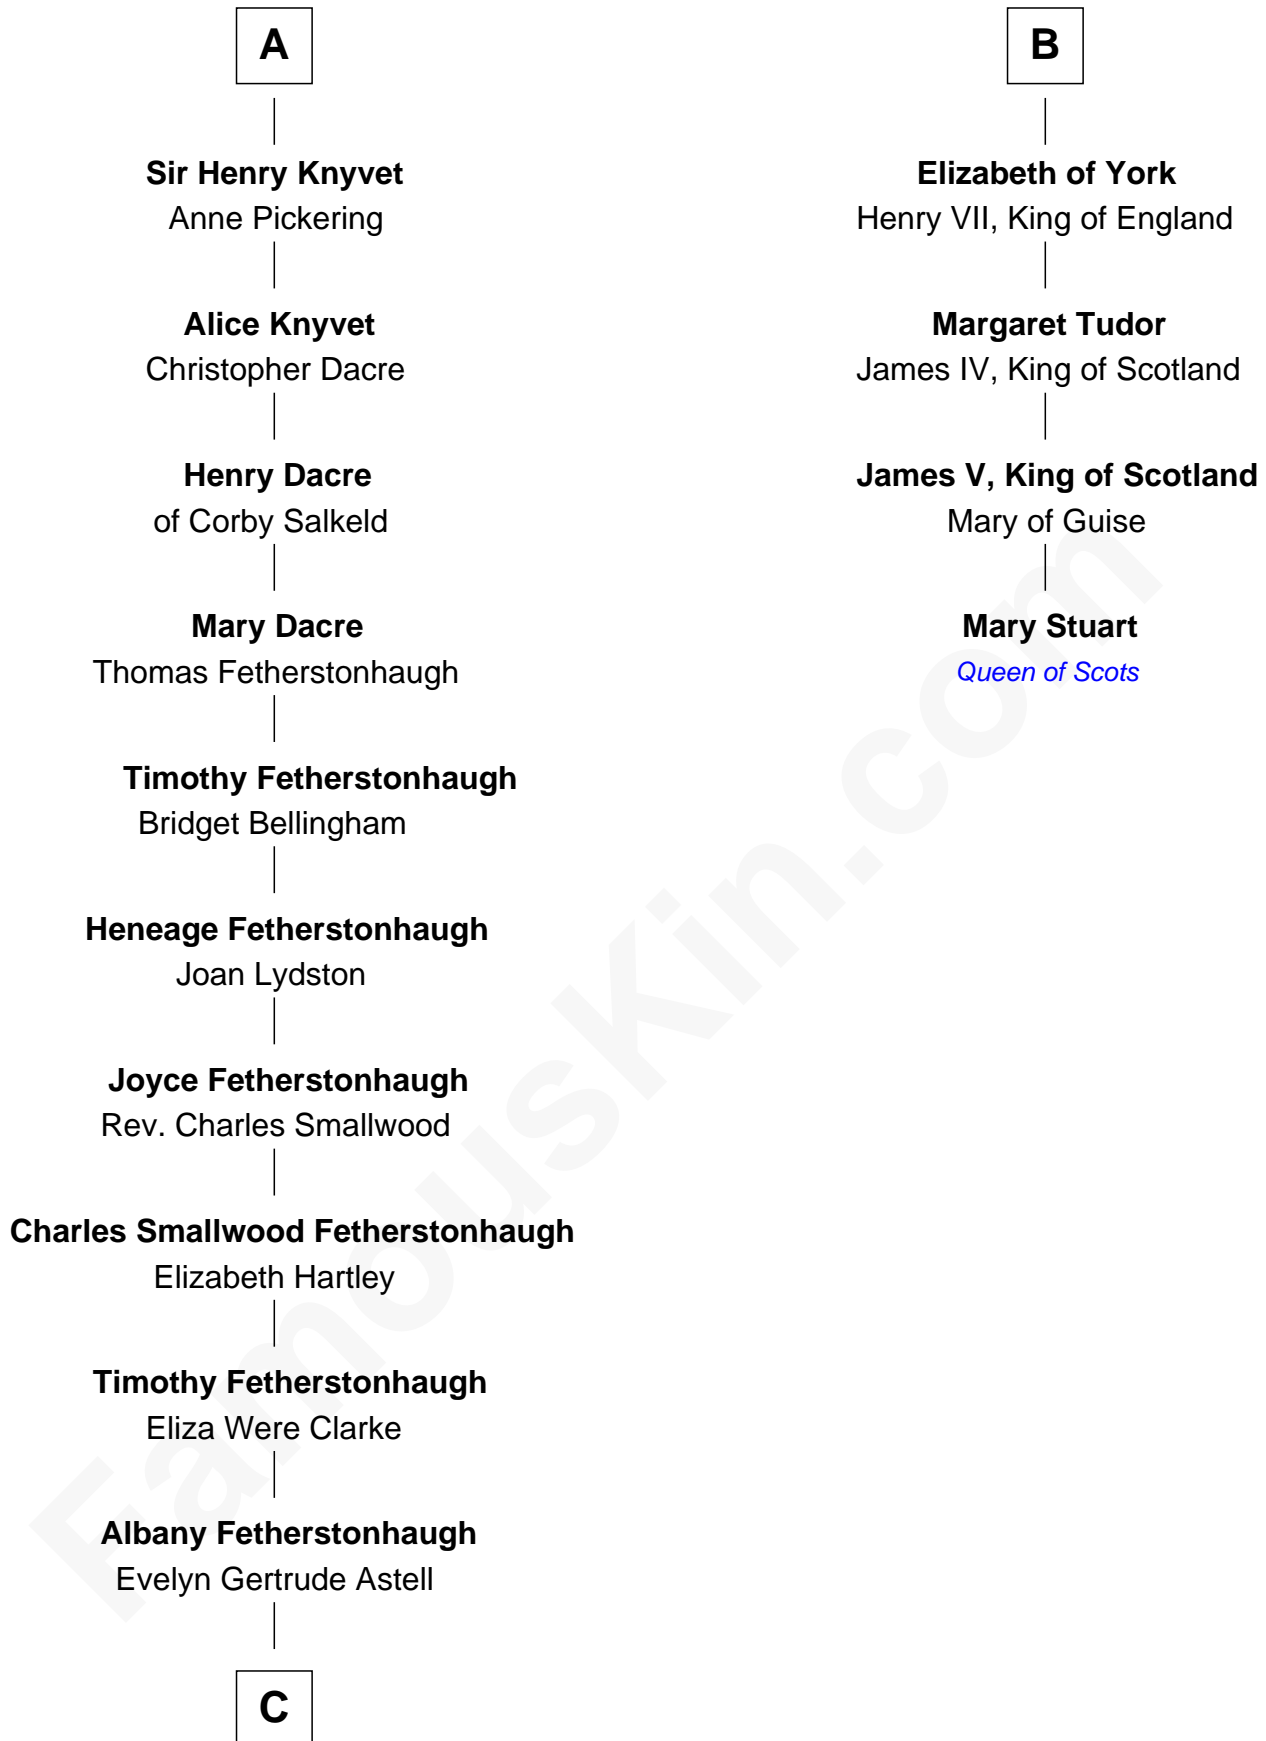 A
Sir Henry Knyvet
Anne Pickering
Alice Knyvet
Christopher Dacre
Henry Dacre
of Corby Salkeld
Mary Dacre
Thomas Fetherstonhaugh
Timothy Fetherstonhaugh
Bridget Bellingham
Heneage Fetherstonhaugh
Joan Lydston
Joyce Fetherstonhaugh
Rev. Charles Smallwood
Charles Smallwood Fetherstonhaugh
Elizabeth Hartley
Timothy Fetherstonhaugh
Eliza Were Clarke
Albany Fetherstonhaugh
Evelyn Gertrude Astell
C
B
Elizabeth of York
Henry VII, King of England
Margaret Tudor
James IV, King of Scotland
James V, King of Scotland
Mary of Guise
Mary Stuart
Queen of Scots
FamousKin.com